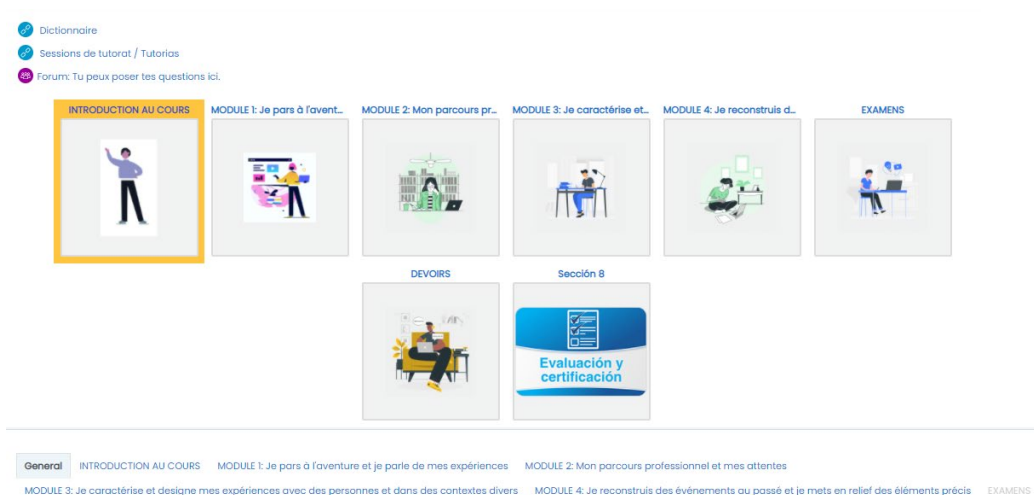 Dictionnaire
Sessions de tutorat / Tutorias
Forum: Tu peux poser tes questions ici.
INTRODUCTION AU COURS
MODULE 1: Je pars à l'avent...
MODULE 2: Mon parcours pr...
MODULE 3: Je caractérise et...
MODULE 4: Je reconstruis d...
EXAMENS
DEVOIRS
Sección 8
Evaluación y
certificación
General INTRODUCTION AU COURS MODULE 1: Je pars à l'aventure et je parle de mes expériences MODULE 2: Mon parcours professionnel et mes attentes
MODULE 3: Je caractérise et designe mes expériences avec des personnes et dans des contextes divers MODULE 4: Je reconstruis des événements au passé et je mets en relief des éléments précis EXAMENS